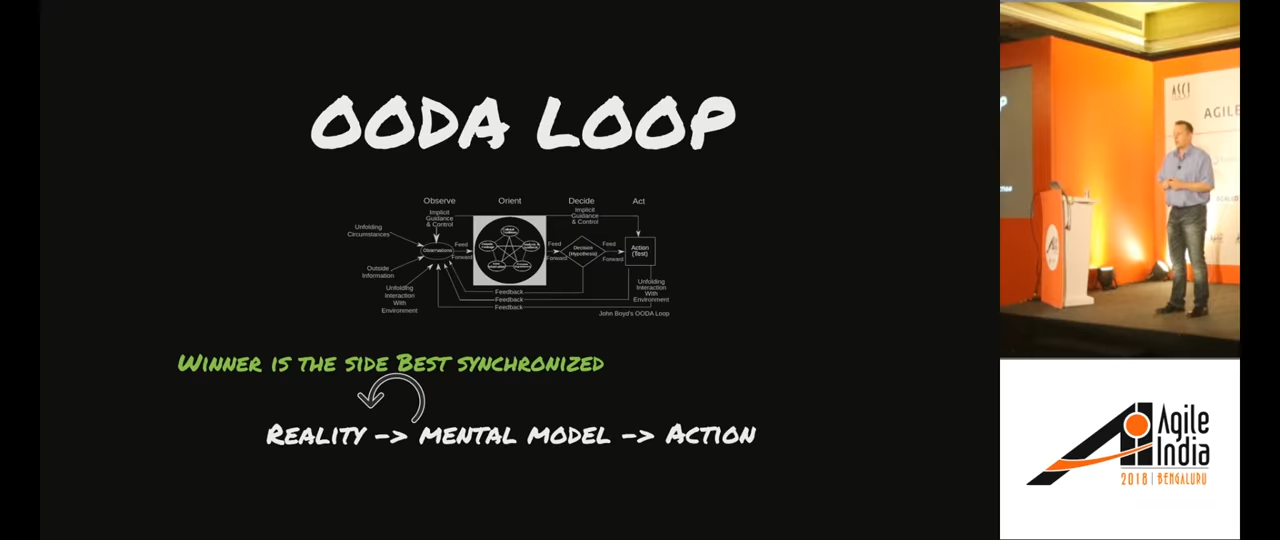 OODA LOOP
Observe
Orient
Decide
Act
Implicit
Guidance
& Control
Implicit
Guidance
& Control
Unfolding
Circumstances
Observations
Feed
Forward
Feed
Forward
Decision
(Hypothesis)
Feed
Forward
Action
(Test)
Outside
Information
Unfolding
Interaction
With
Environment
Feedback
Feedback
Feedback
Unfolding
Interaction
With
Environment
John Boyd's OODA Loop
WINNER IS THE SIDE BEST SYNCHRONIZED
REALITY -> MENTAL MODEL -> ACTION
ASCI
AGILE
Agile
India
2018 | BENGALURU